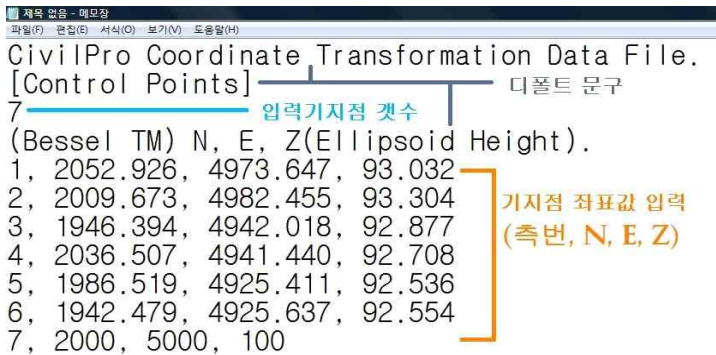 제목 없음 - 메모장
파일(F) 편집(E) 서식(O) 보기(V) 도움말(H)
CivilPro Coordinate Transformation Data File.
[Control Points]
디폴트 문구
7
입력기지점 갯수
(Bessel TM) N, E, Z(Ellipsoid Height).
1, 2052.926, 4973.647, 93.032
2, 2009.673, 4982.455, 93.304
3, 1946.394, 4942.018, 92.877
4, 2036.507, 4941.440, 92.708
5, 1986.519, 4925.411, 92.536
6, 1942.479, 4925.637, 92.554
7, 2000, 5000, 100
기지점 좌표값 입력
(측번, N, E, Z)